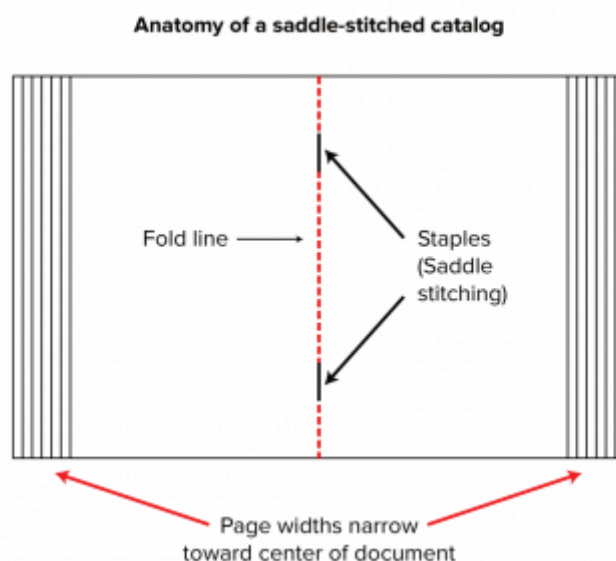 Anatomy of a saddle-stitched catalog
Fold line
Staples
(Saddle
stitching)
Page widths narrow
toward center of document